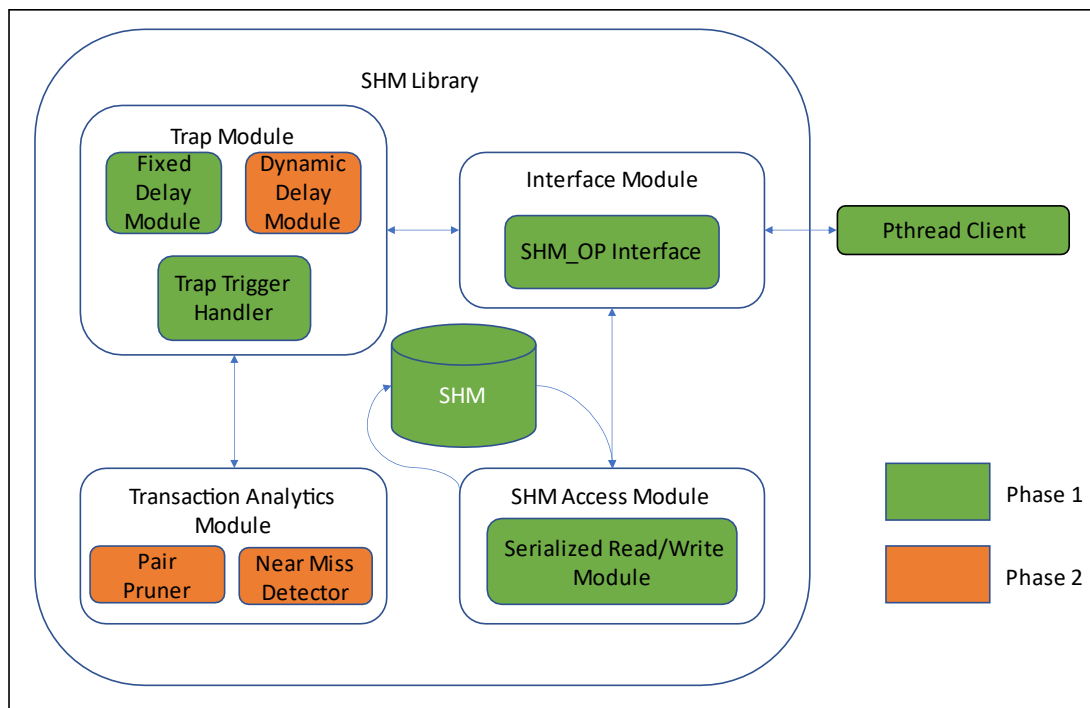 SHM Library
Trap Module
Fixed
Delay
Module
Dynamic
Delay
Module
Trap Trigger
Handler
Interface Module
SHM_OP Interface
Pthread Client
SHM
Transaction Analytics
Module
Pair
Pruner
Near Miss
Detector
SHM Access Module
Serialized Read/Write
Module
Phase 1
Phase 2